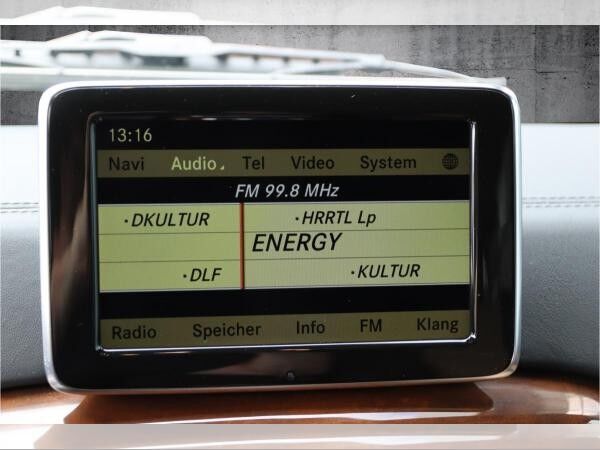 13:16
Navi Audio Tel Video System
FM 99.8 MHz
·DKULTUR ·HRRTL Lp
ENERGY
·DLF ·KULTUR
Radio Speicher Info FM Klang